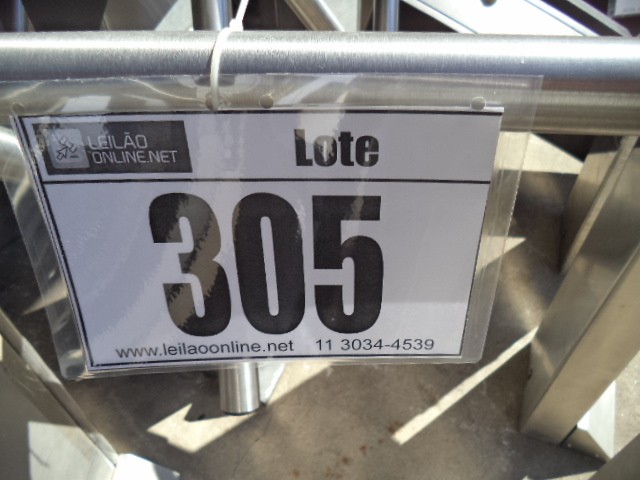 LEILÃO
ONLINE.NET
Lote
305
www.leilaoonline.net 11 3034-4539